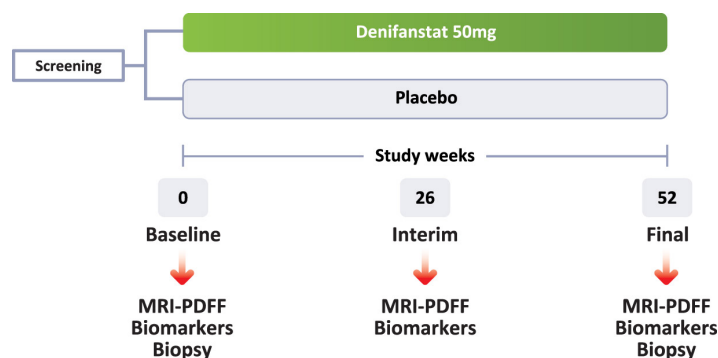 Denifanstat 50mg
Screening
Placebo
Study weeks
0
26
52
Baseline
Interim
Final
MRI-PDFF
Biomarkers
Biopsy
MRI-PDFF
Biomarkers
MRI-PDFF
Biomarkers
Biopsy